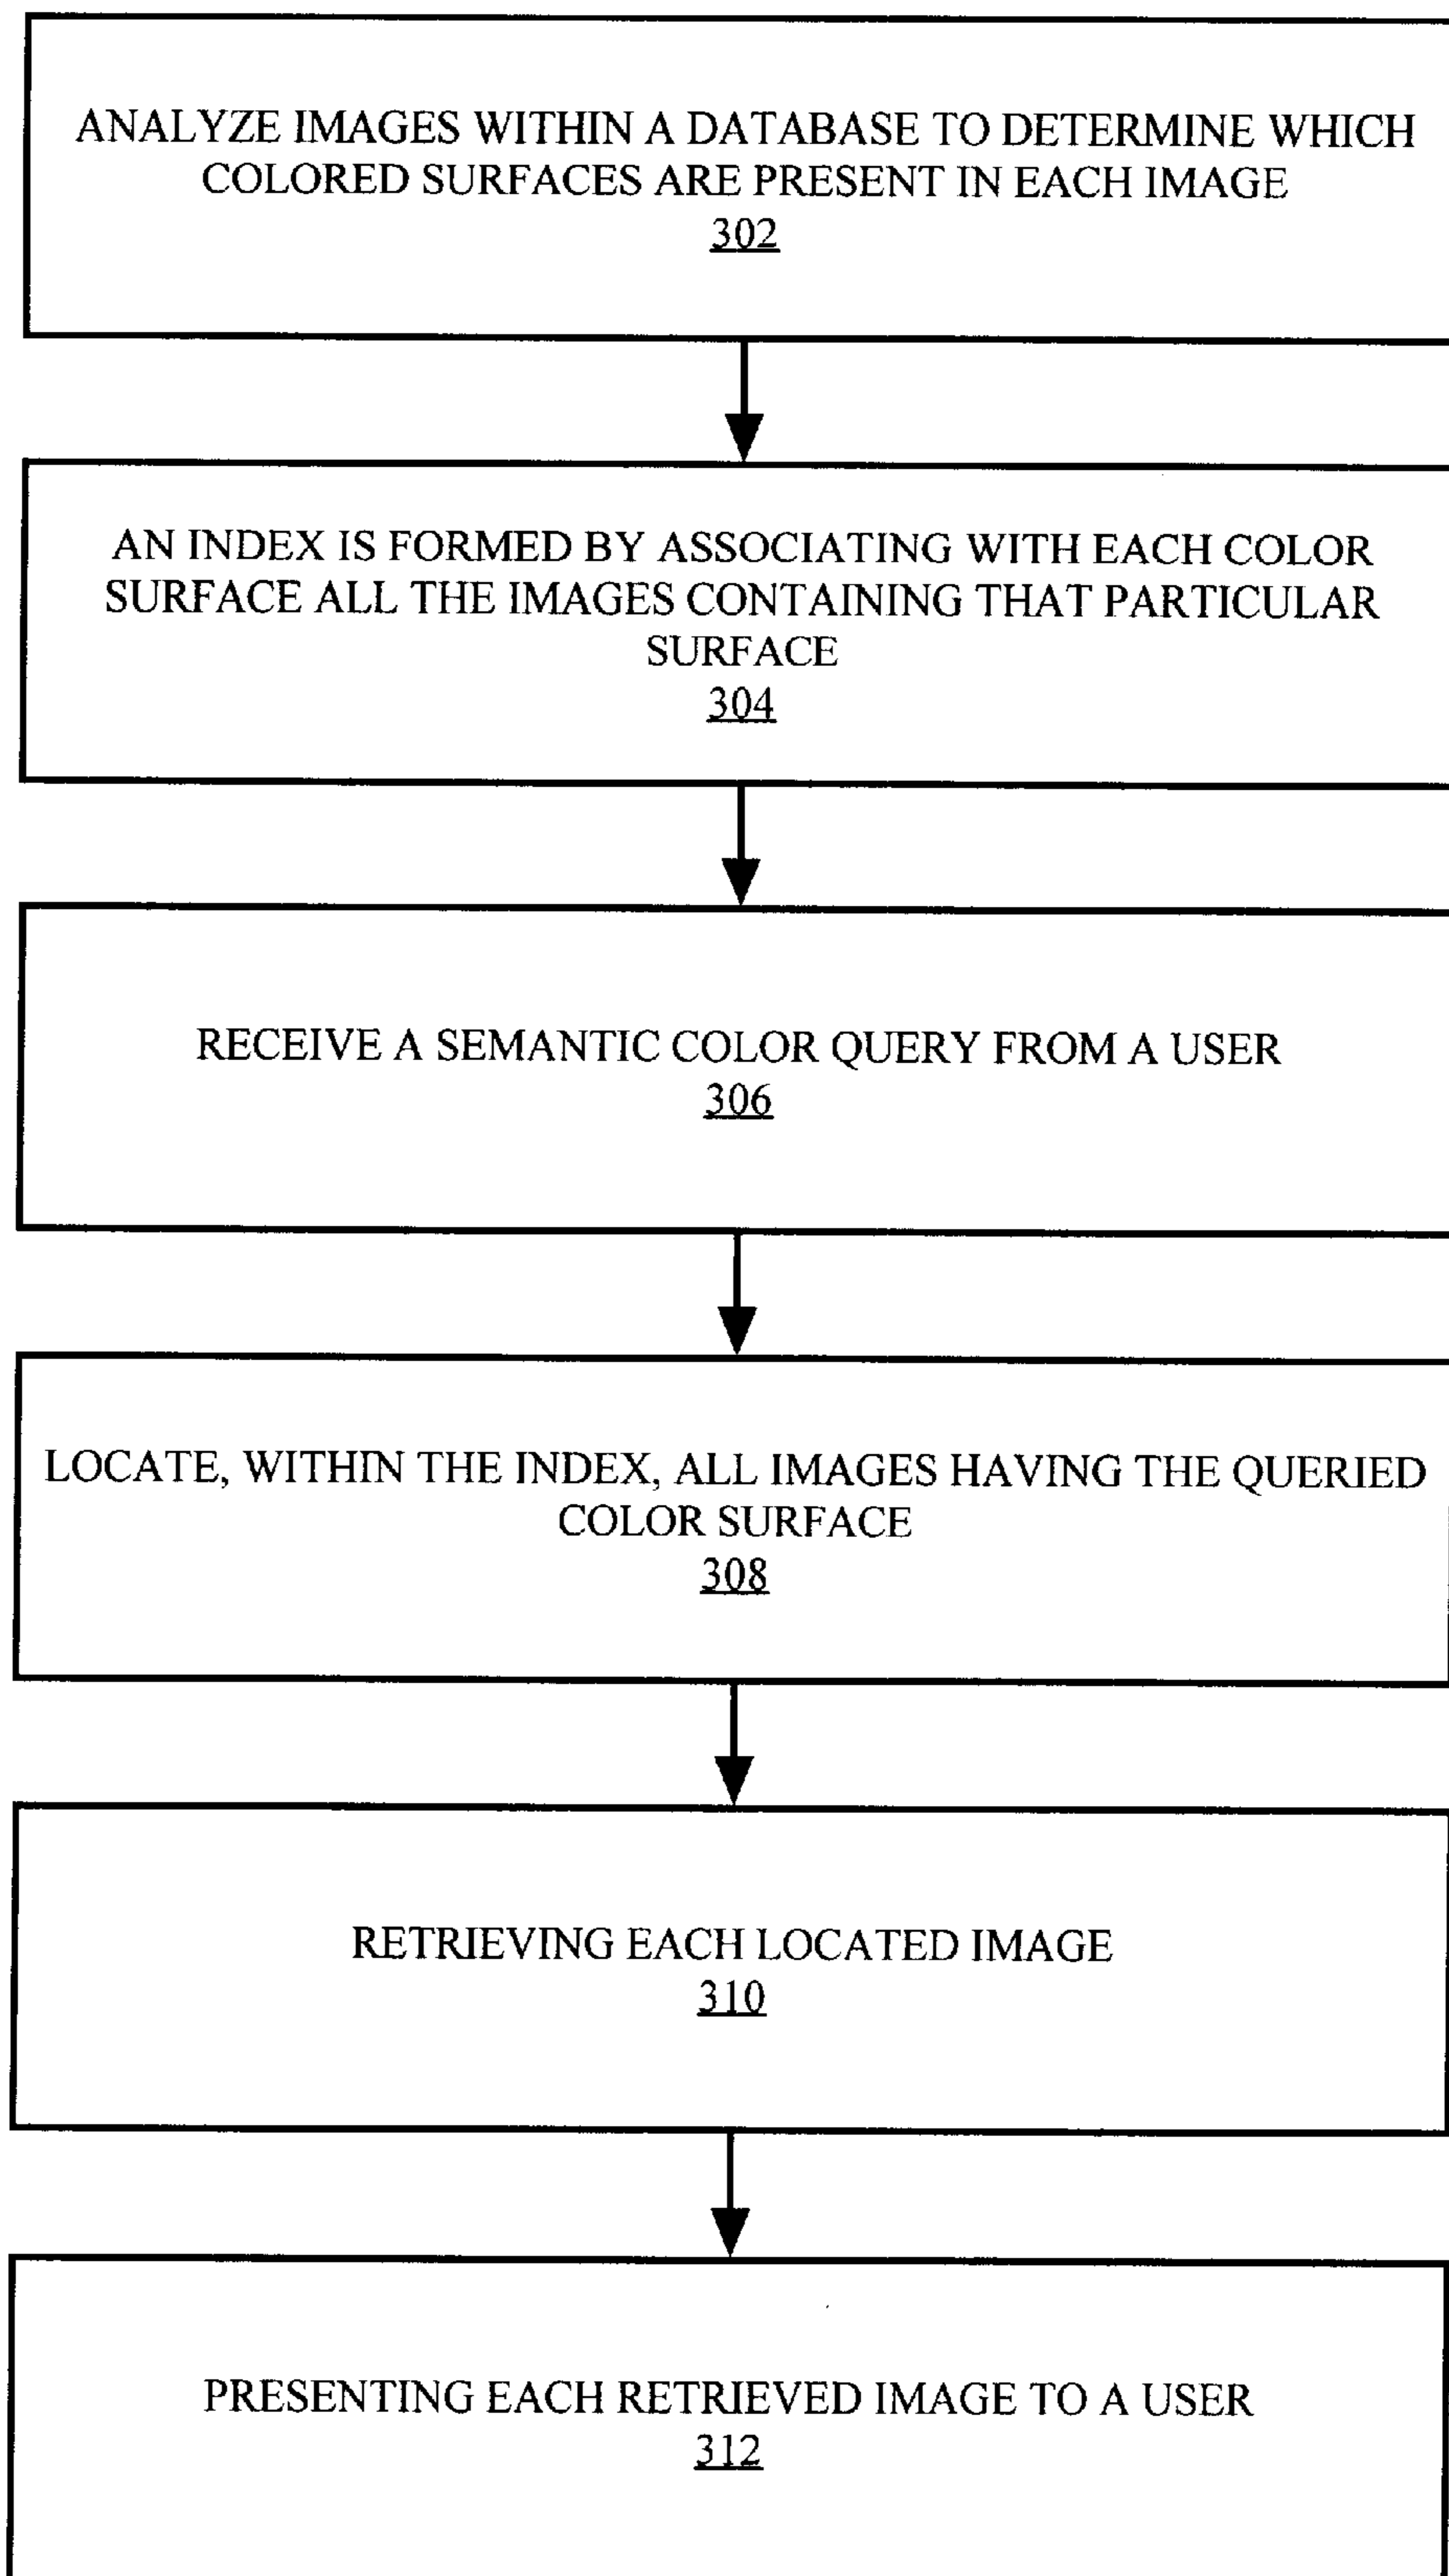 ANALYZE IMAGES WITHIN A DATABASE TO DETERMINE WHICH
COLORED SURFACES ARE PRESENT IN EACH IMAGE
302
AN INDEX IS FORMED BY ASSOCIATING WITH EACH COLOR
SURFACE ALL THE IMAGES CONTAINING THAT PARTICULAR
SURFACE
304
RECEIVE A SEMANTIC COLOR QUERY FROM A USER
306
LOCATE, WITHIN THE INDEX, ALL IMAGES HAVING THE QUERIED
COLOR SURFACE
308
RETRIEVING EACH LOCATED IMAGE
310
PRESENTING EACH RETRIEVED IMAGE TO A USER
312